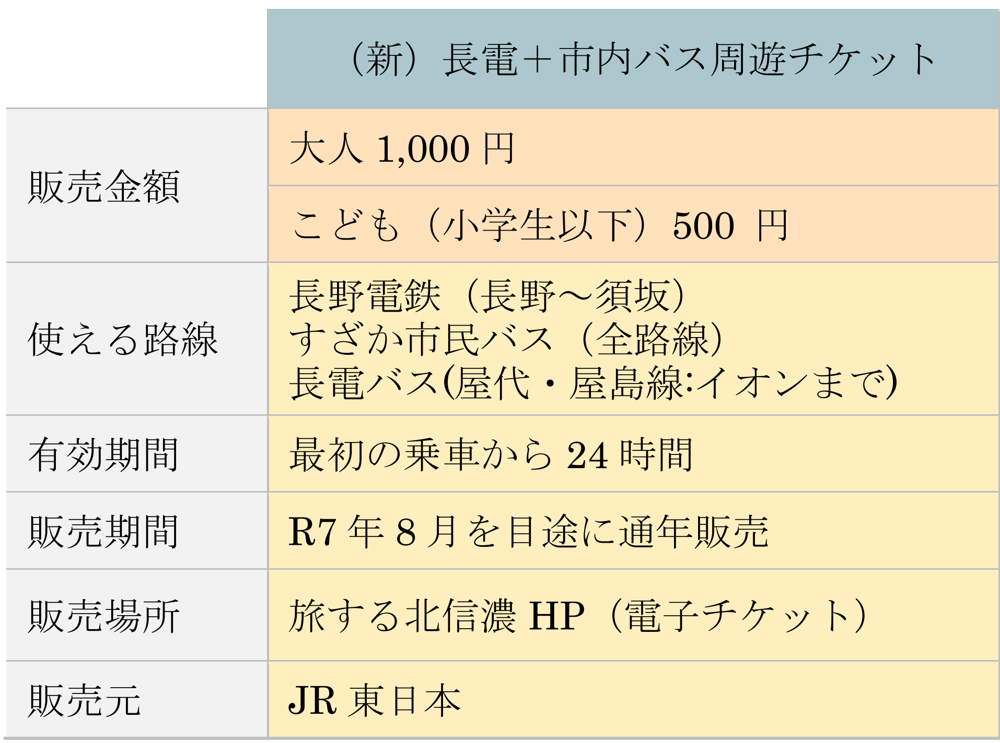 （新）長電＋市内バス周遊チケット
販売金額
大人 1,000 円
こども（小学生以下）500 円
使える路線
長野電鉄（長野～須坂）
すざか市民バス（全路線）
長電バス(屋代・屋島線:イオンまで)
有効期間
最初の乗車から 24 時間
販売期間
R7 年 8 月を目途に通年販売
販売場所
旅する北信濃 HP（電子チケット）
販売元
JR 東日本